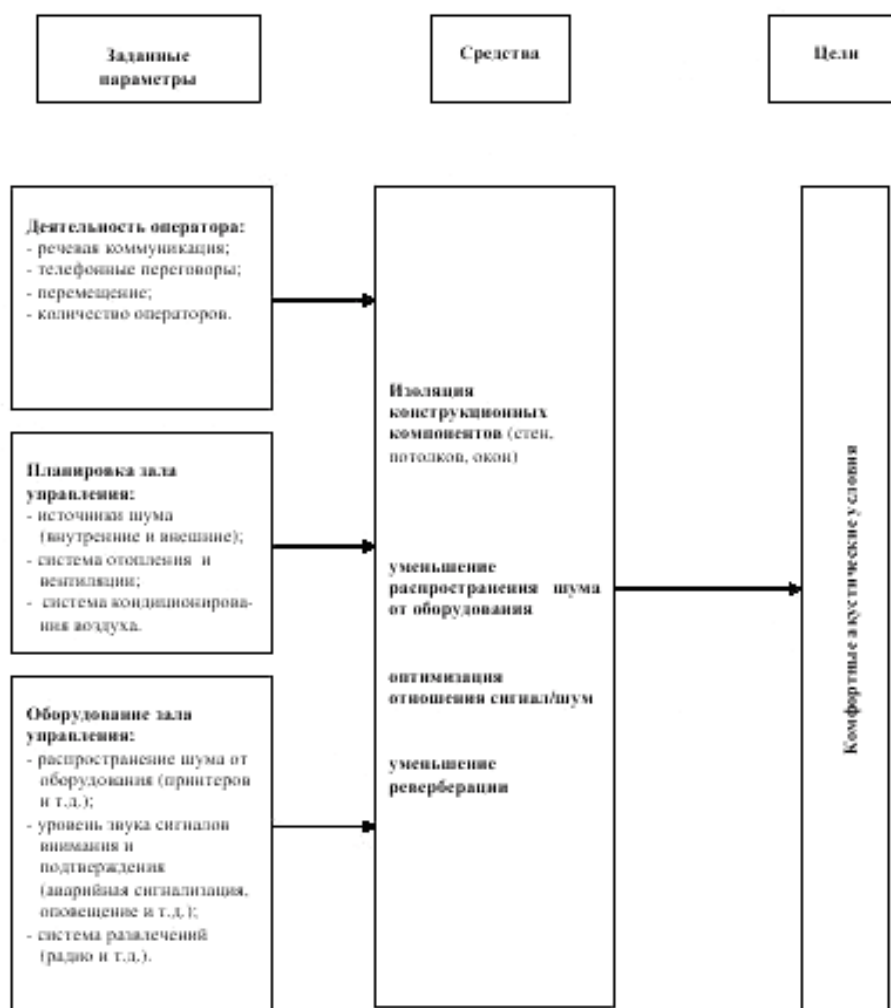 Заданные
параметры
Средства
Цели
Деятельность оператора:
- речевая коммуникация;
- телефонные переговоры;
- перемещение;
- количество операторов.
Планировка зала
управления:
- источники шума
(внутренние и внешние);
- система отопления и
вентиляции;
- система кондиционирова-
ния воздуха.
Оборудование зала
управления:
- распространение шума от
оборудования (принтеров
и т.д.);
- уровень звука сигналов
внимания и
подтверждения
(аварийная сигнализация,
оповещение и т.д.);
- система развлечений
(радио и т.д.).
Изоляция
конструкционных
компонентов (стен,
потолков, окон)
уменьшение
распространения шума
от оборудования
оптимизация
отношения сигнал/шум
уменьшение
реверберации
Комфортные акустические условия